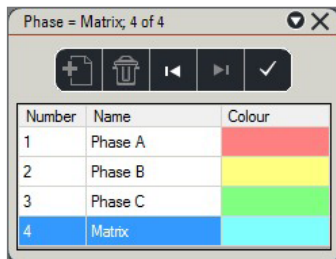 Phase = Matrix; 4 of 4
Number Name Colour
1 Phase A
2 Phase B
3 Phase C
4 Matrix